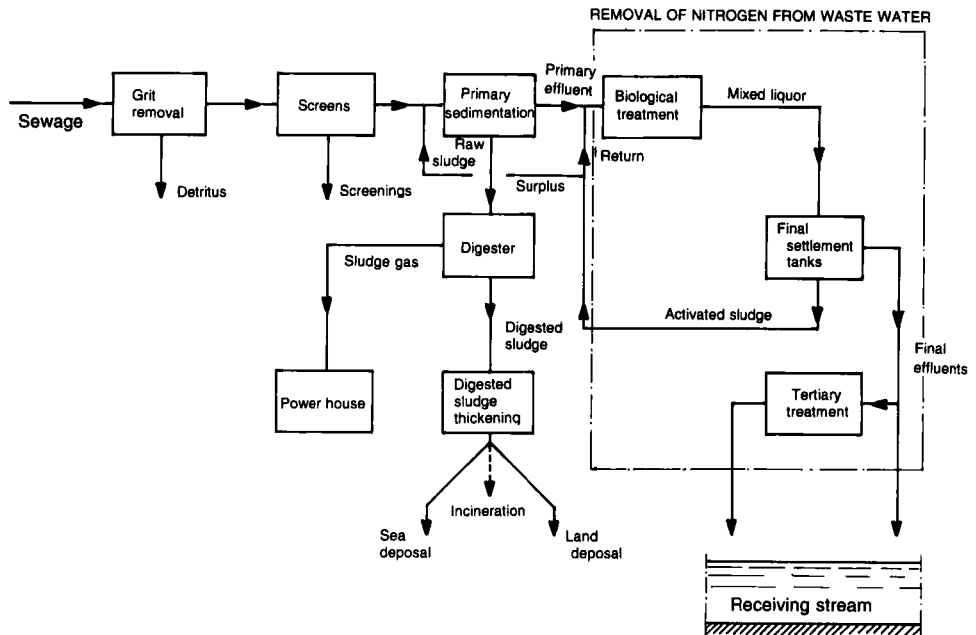 REMOVAL OF NITROGEN FROM WASTE WATER
Sewage
Grit
removal
Detritus
Screens
Screenings
Primary
sedimentation
Primary
effluent
Biological
treatment
Mixed liquor
Raw
sludge
Surplus
Return
Digester
Sludge gas
Final
settlement
tanks
Activated sludge
Digested
sludge
Final
effluents
Power house
Digested
sludge
thickening
Tertiary
treatment
Sea
deposal
Incineration
Land
deposal
Receiving stream